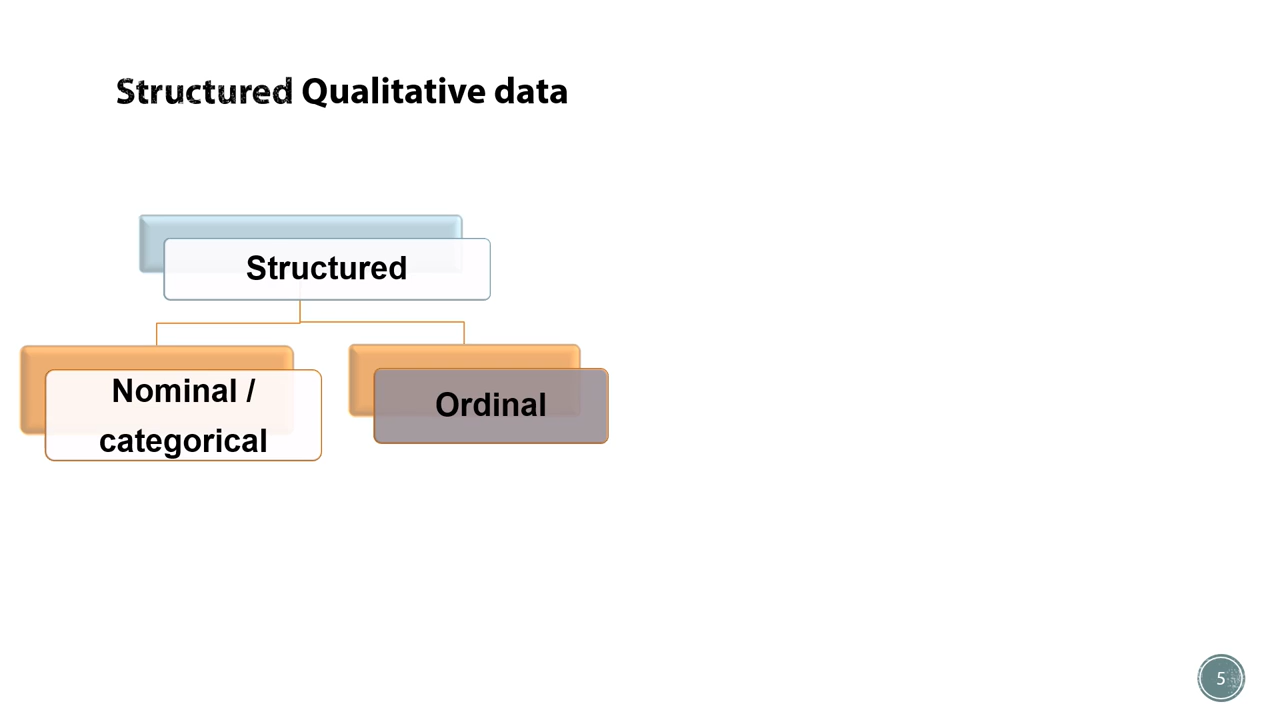 Structured Qualitative data
Structured
Nominal /
categorical
Ordinal
5